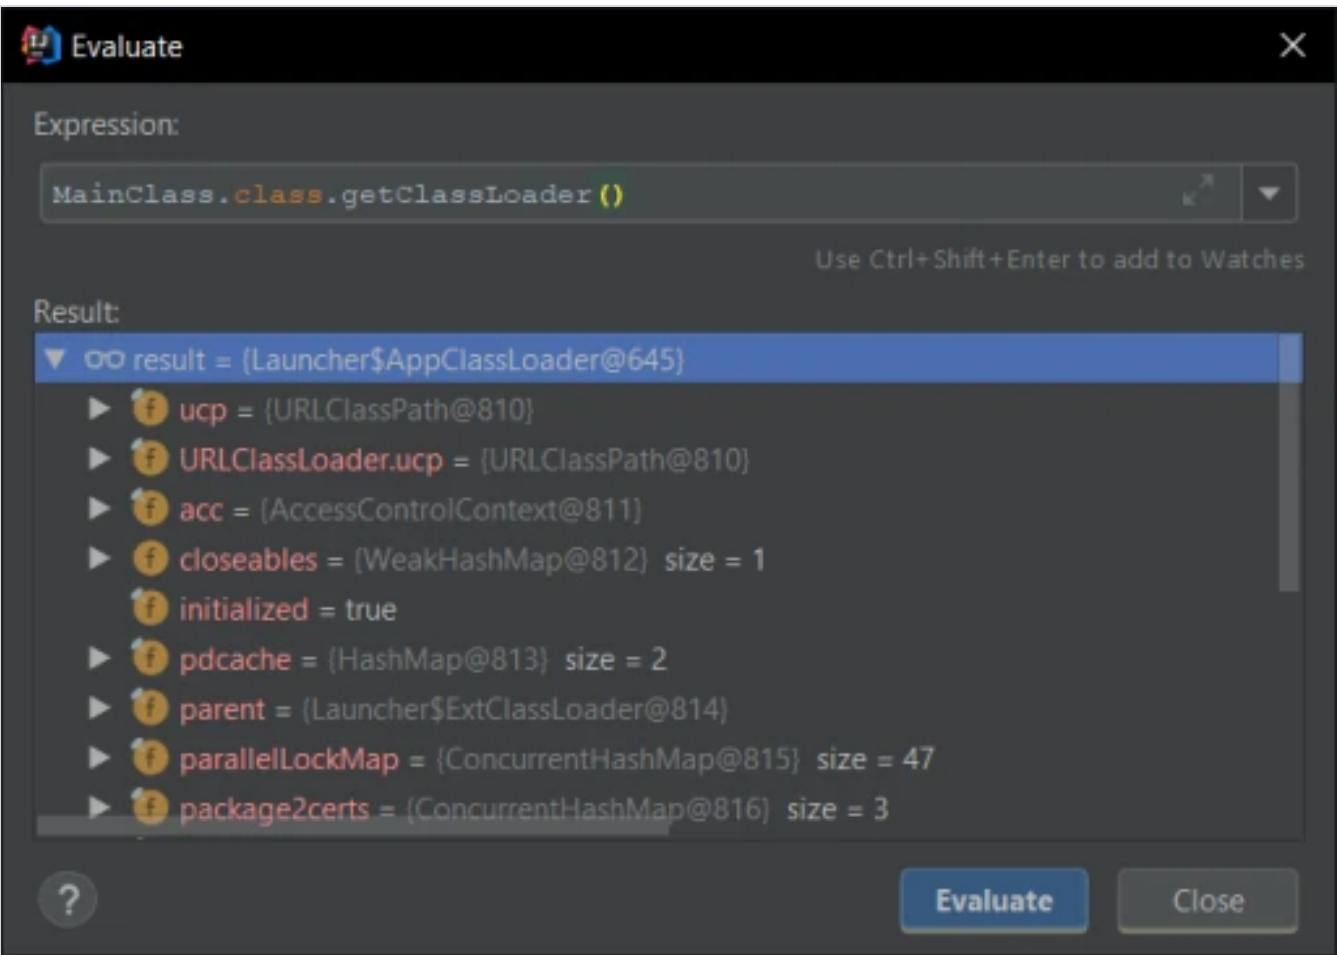 Evaluate
Expression:
MainClass.class.getClassLoader()
Use Ctrl+Shift+Enter to add to Watches
Result:
result = {Launcher$AppClassLoader@645}
ucp = {URLClassPath@810}
URLClassLoader.ucp = {URLClassPath@810}
acc = {AccessControlContext@811}
closeables = {WeakHashMap@812} size = 1
initialized = true
pdcache = {HashMap@813} size = 2
parent = {Launcher$ExtClassLoader@814}
parallelLockMap = {ConcurrentHashMap@815} size = 47
package2certs = {ConcurrentHashMap@816} size = 3
? Evaluate Close